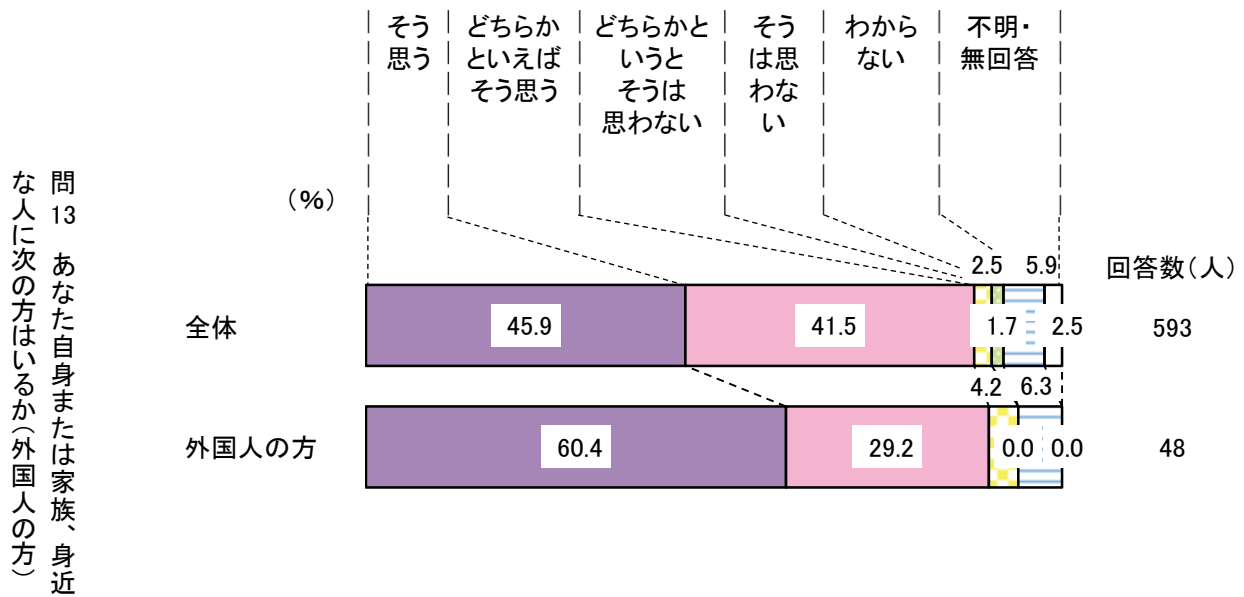 そう
思う
どちらか
といえば
そう思う
どちらかと
いうと
そうは
思わない
そう
は思
わな
い
わから
ない
不明・
無回答
(%)
問 13 あなた自身または家族、身近
な人に次の方はいるか(外国人の方)
2.5 5.9 回答数(人)
全体 45.9 41.5 1.7 2.5 593
4.2 6.3
外国人の方 60.4 29.2 0.0 0.0 48